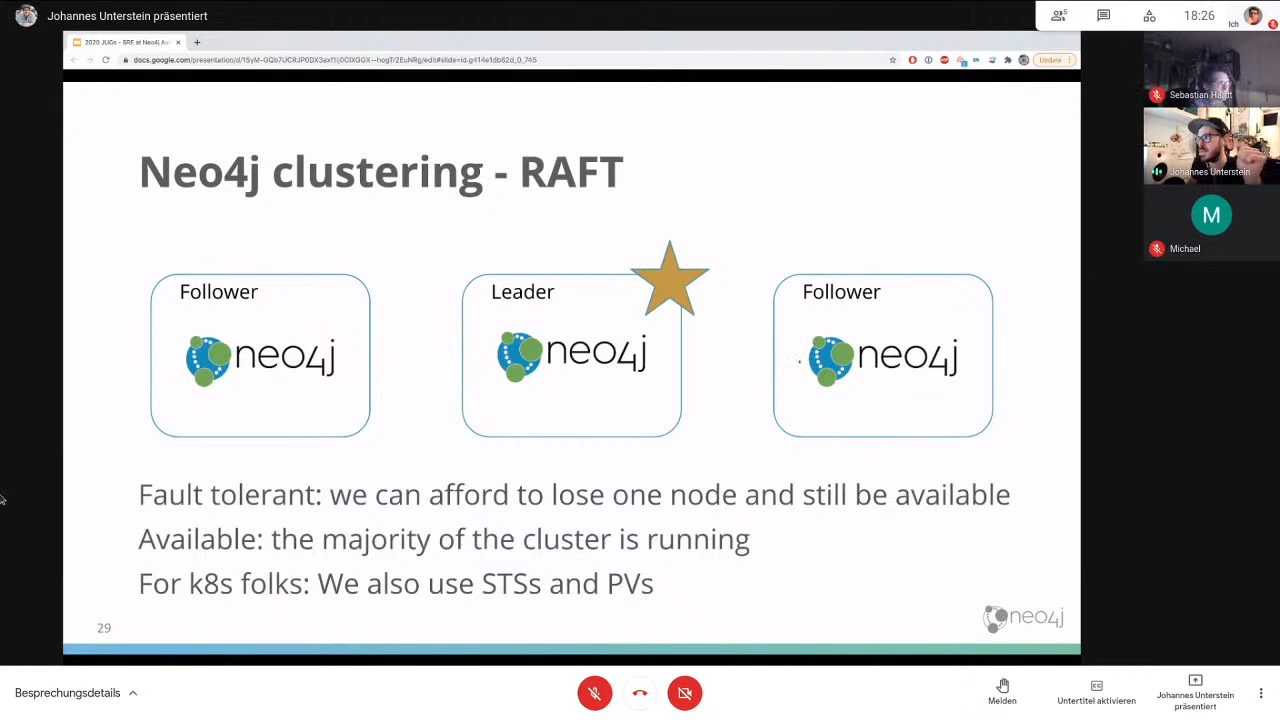 Johannes Unterstein präsentiert
5
18:26
Ich
2020 JUGs - SRE at Neo4j Au
Update
Sebastian Hardt
Johannes Unterstein
M
Michael
Neo4j clustering - RAFT
Follower
Leader
Follower
neo4j
neo4j
neo4j
Fault tolerant: we can afford to lose one node and still be available
Available: the majority of the cluster is running
For k8s folks: We also use STSs and PVs
29
neo4j
Besprechungsdetails
Melden
Untertitel aktivieren
Johannes Unterstein
präsentiert